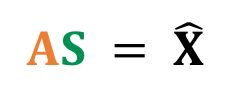 AS = X̂